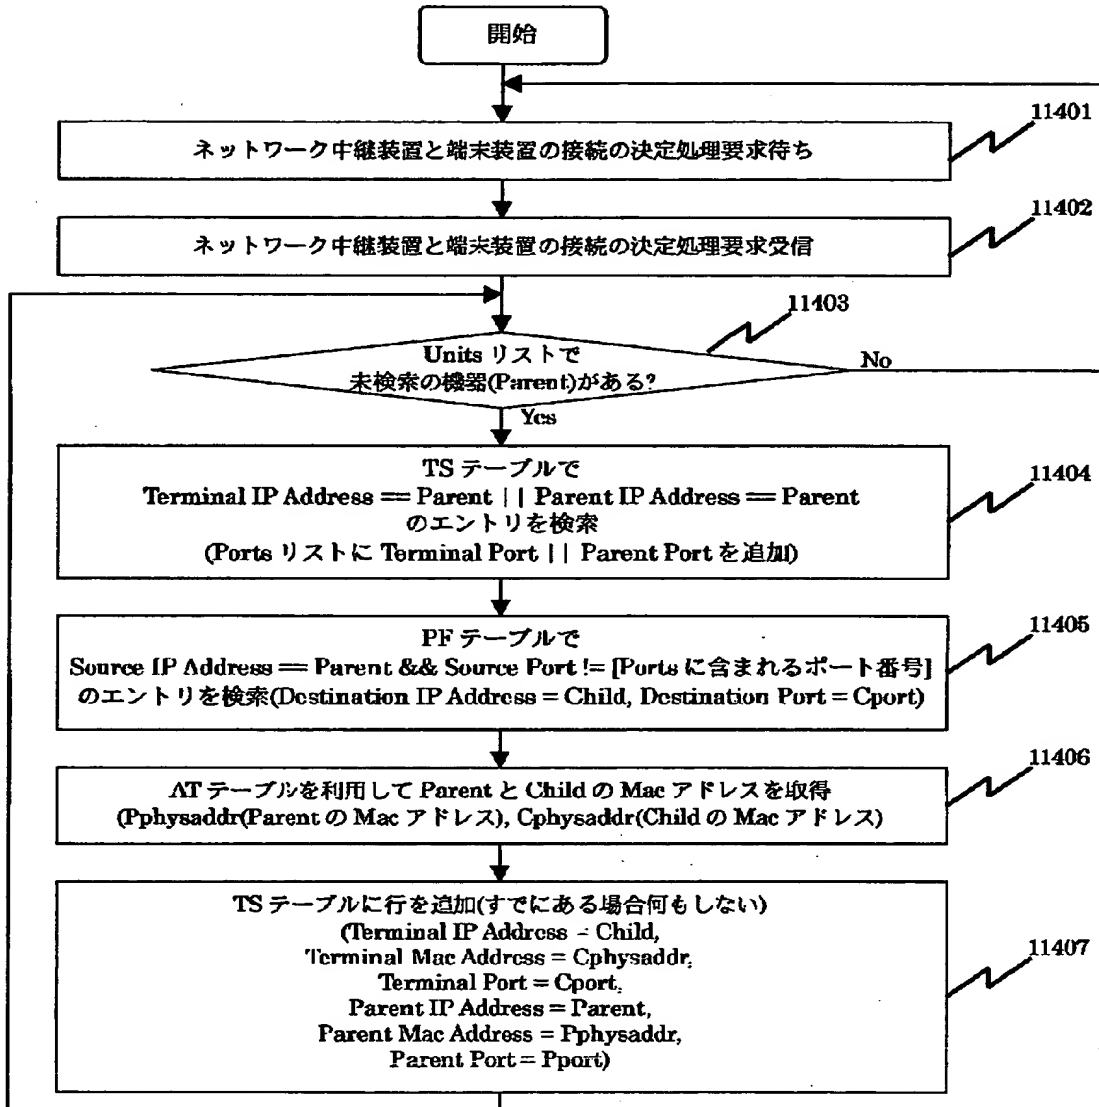 開始
11401
ネットワーク中継装置と端末装置の接続の決定処理要求待ち
11402
ネットワーク中継装置と端末装置の接続の決定処理要求受信
11403
Units リストで
未検索の機器(Parent)がある?
No
Yes
11404
TS テーブルで
Terminal IP Address == Parent || Parent IP Address == Parent
のエントリを検索
(Ports リストに Terminal Port || Parent Port を追加)
11405
PF テーブルで
Source IP Address == Parent && Source Port != [Ports に含まれるポート番号]
のエントリを検索(Destination IP Address = Child, Destination Port = Cport)
11406
AT テーブルを利用して Parent と Child の Mac アドレスを取得
(Pphysaddr(Parent の Mac アドレス), Cphysaddr(Child の Mac アドレス)
11407
TS テーブルに行を追加(すでにある場合何もしない)
(Terminal IP Address = Child,
Terminal Mac Address = Cphysaddr,
Terminal Port = Cport,
Parent IP Address = Parent,
Parent Mac Address = Pphysaddr,
Parent Port = Pport)